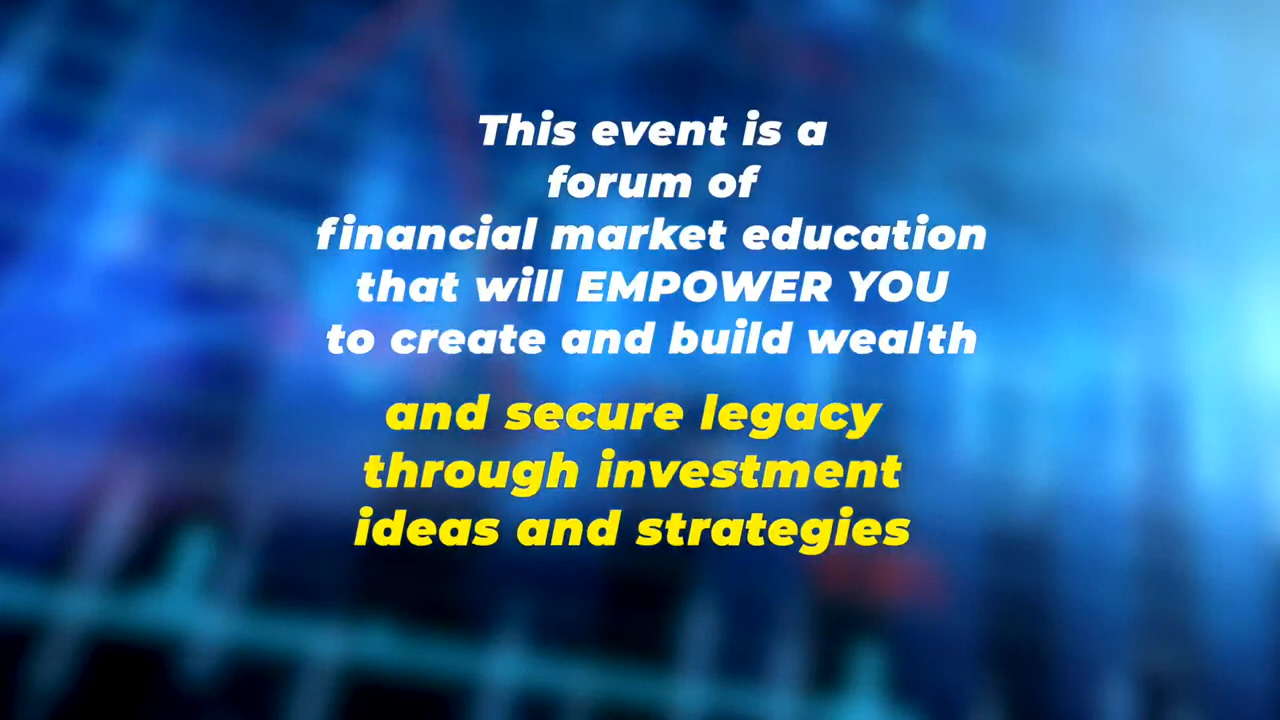 This event is a
forum of
financial market education
that will EMPOWER YOU
to create and build wealth
and secure legacy
through investment
ideas and strategies